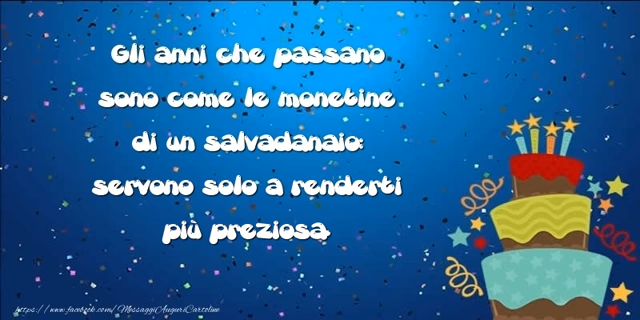 Gli anni che passano
sono come le monetine
di un salvadanaio:
servono solo a renderti
più preziosa.
https://www.facebook.com/MessaggiAuguriCartoline